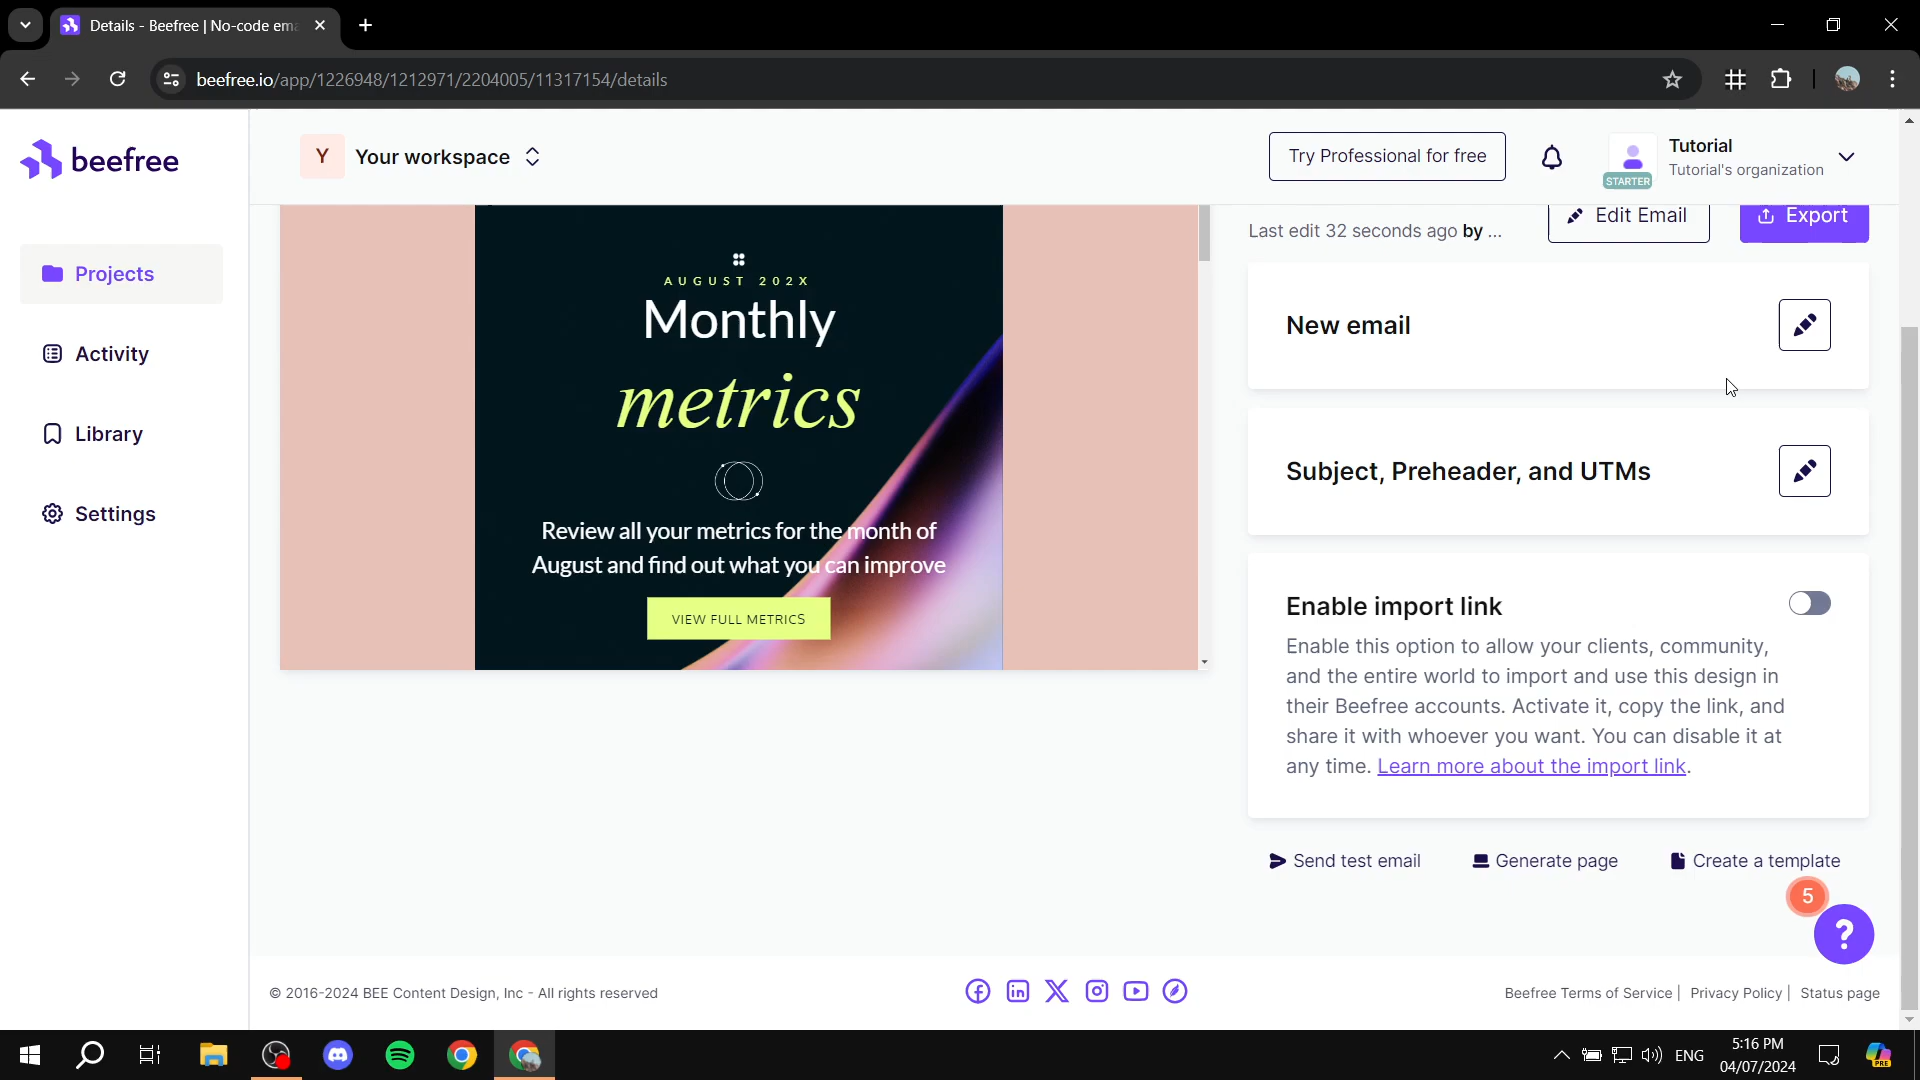 Details - Beefree | No-code ema
beefree.io/app/1226948/1212971/2204005/11317154/details
beefree
Y Your workspace
Try Professional for free
Tutorial
Tutorial's organization
STARTER
Projects
Activity
Library
Settings
AUGUST 202X
Monthly
metrics
Review all your metrics for the month of
August and find out what you can improve
VIEW FULL METRICS
Last edit 32 seconds ago by ...
Edit Email
Export
New email
Subject, Preheader, and UTMs
Enable import link
Enable this option to allow your clients, community,
and the entire world to import and use this design in
their Beefree accounts. Activate it, copy the link, and
share it with whoever you want. You can disable it at
any time. Learn more about the import link.
Send test email
Generate page
Create a template
5
?
© 2016-2024 BEE Content Design, Inc - All rights reserved
Beefree Terms of Service | Privacy Policy | Status page
ENG
5:16 PM
04/07/2024
PRE